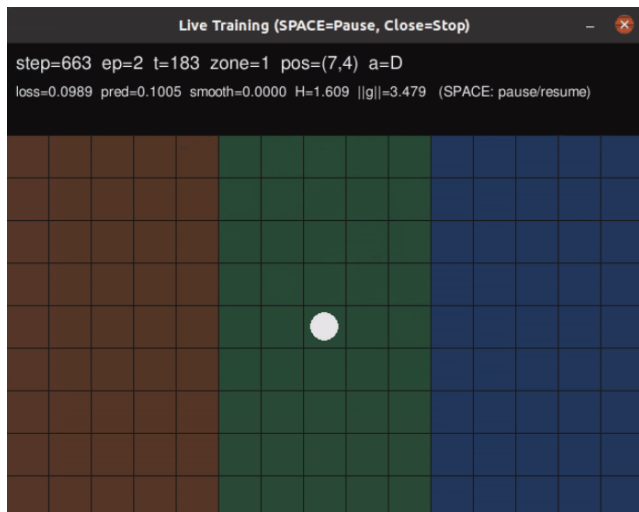 Live Training (SPACE=Pause, Close=Stop)
step=663 ep=2 t=183 zone=1 pos=(7,4) a=D
loss=0.0989 pred=0.1005 smooth=0.0000 H=1.609 ||g||=3.479 (SPACE: pause/resume)